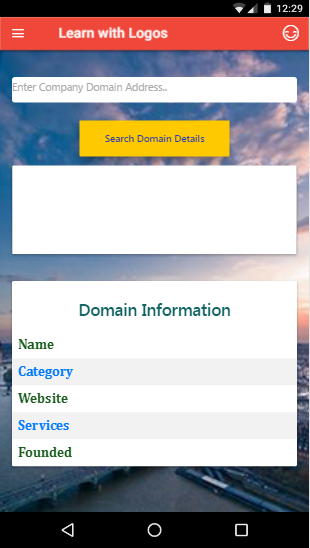 12:29
Learn with Logos
Enter Company Domain Address..
Search Domain Details
Domain Information
Name
Category
Website
Services
Founded